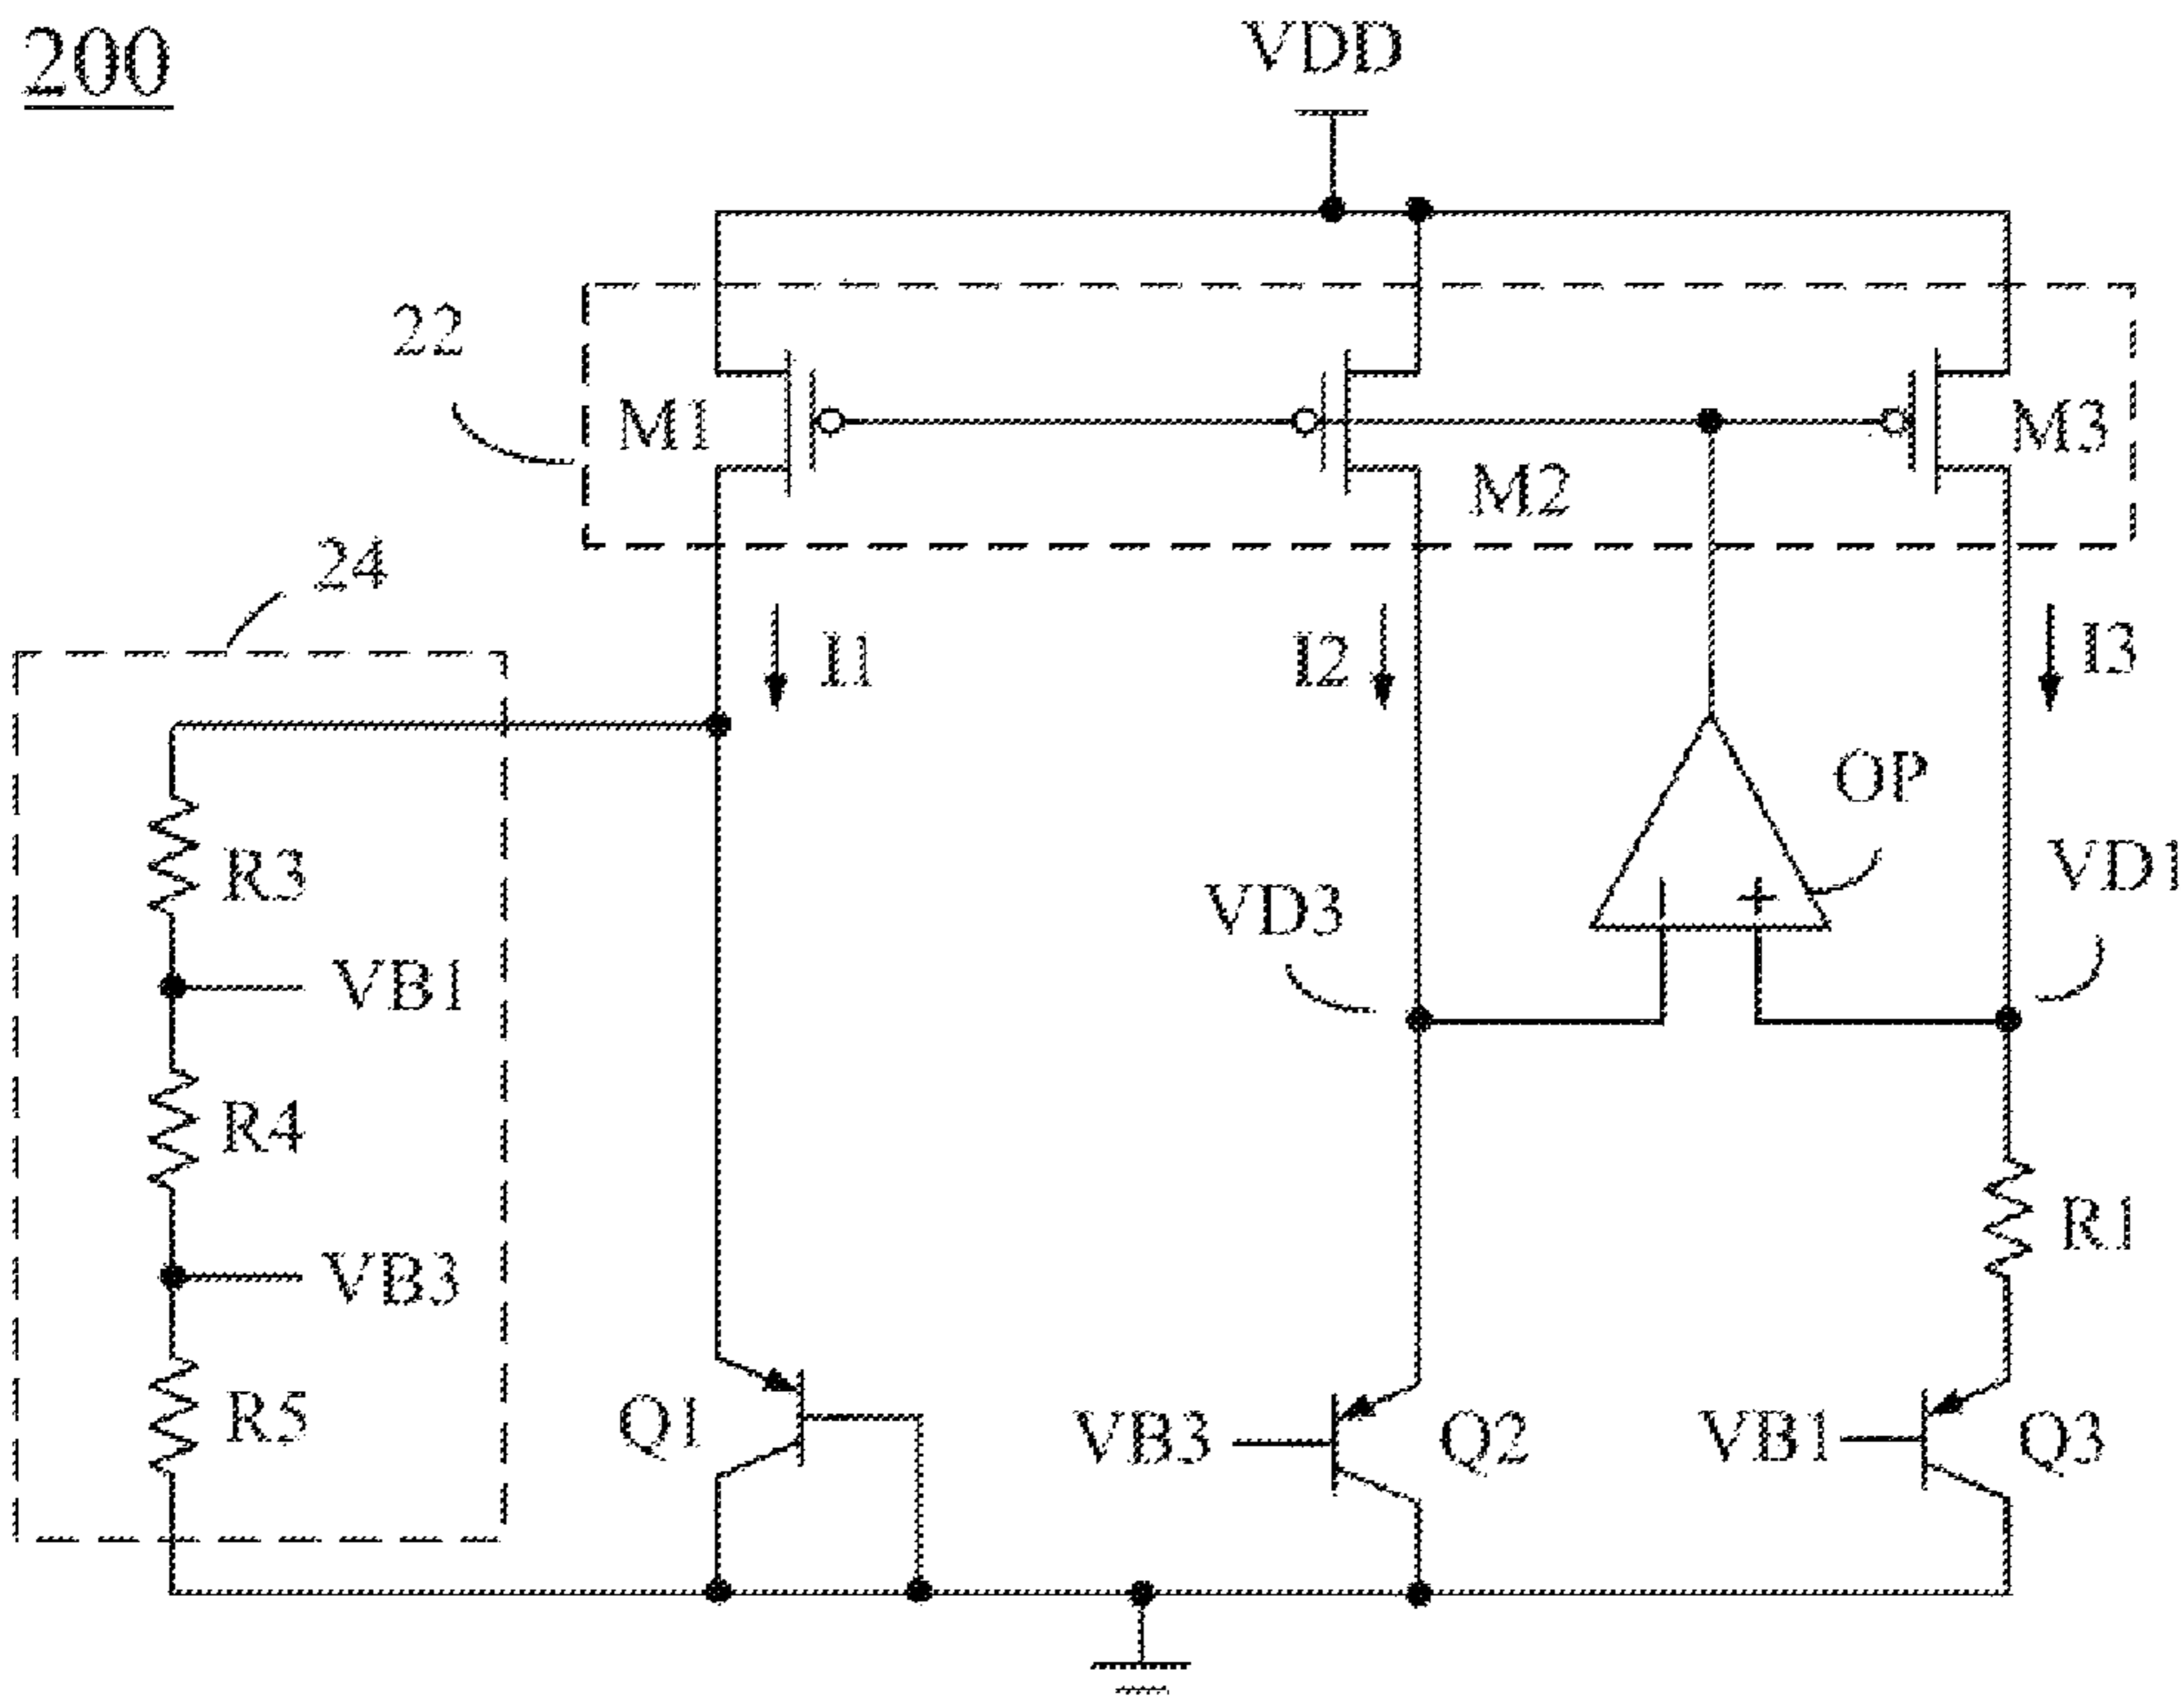 200
VDD
22
M1
M2
M3
24
I1
I2
I3
OP
R3
VD3
VD1
VB1
R4
R1
VB3
R5
Q1
VB3
Q2
VB1
Q3